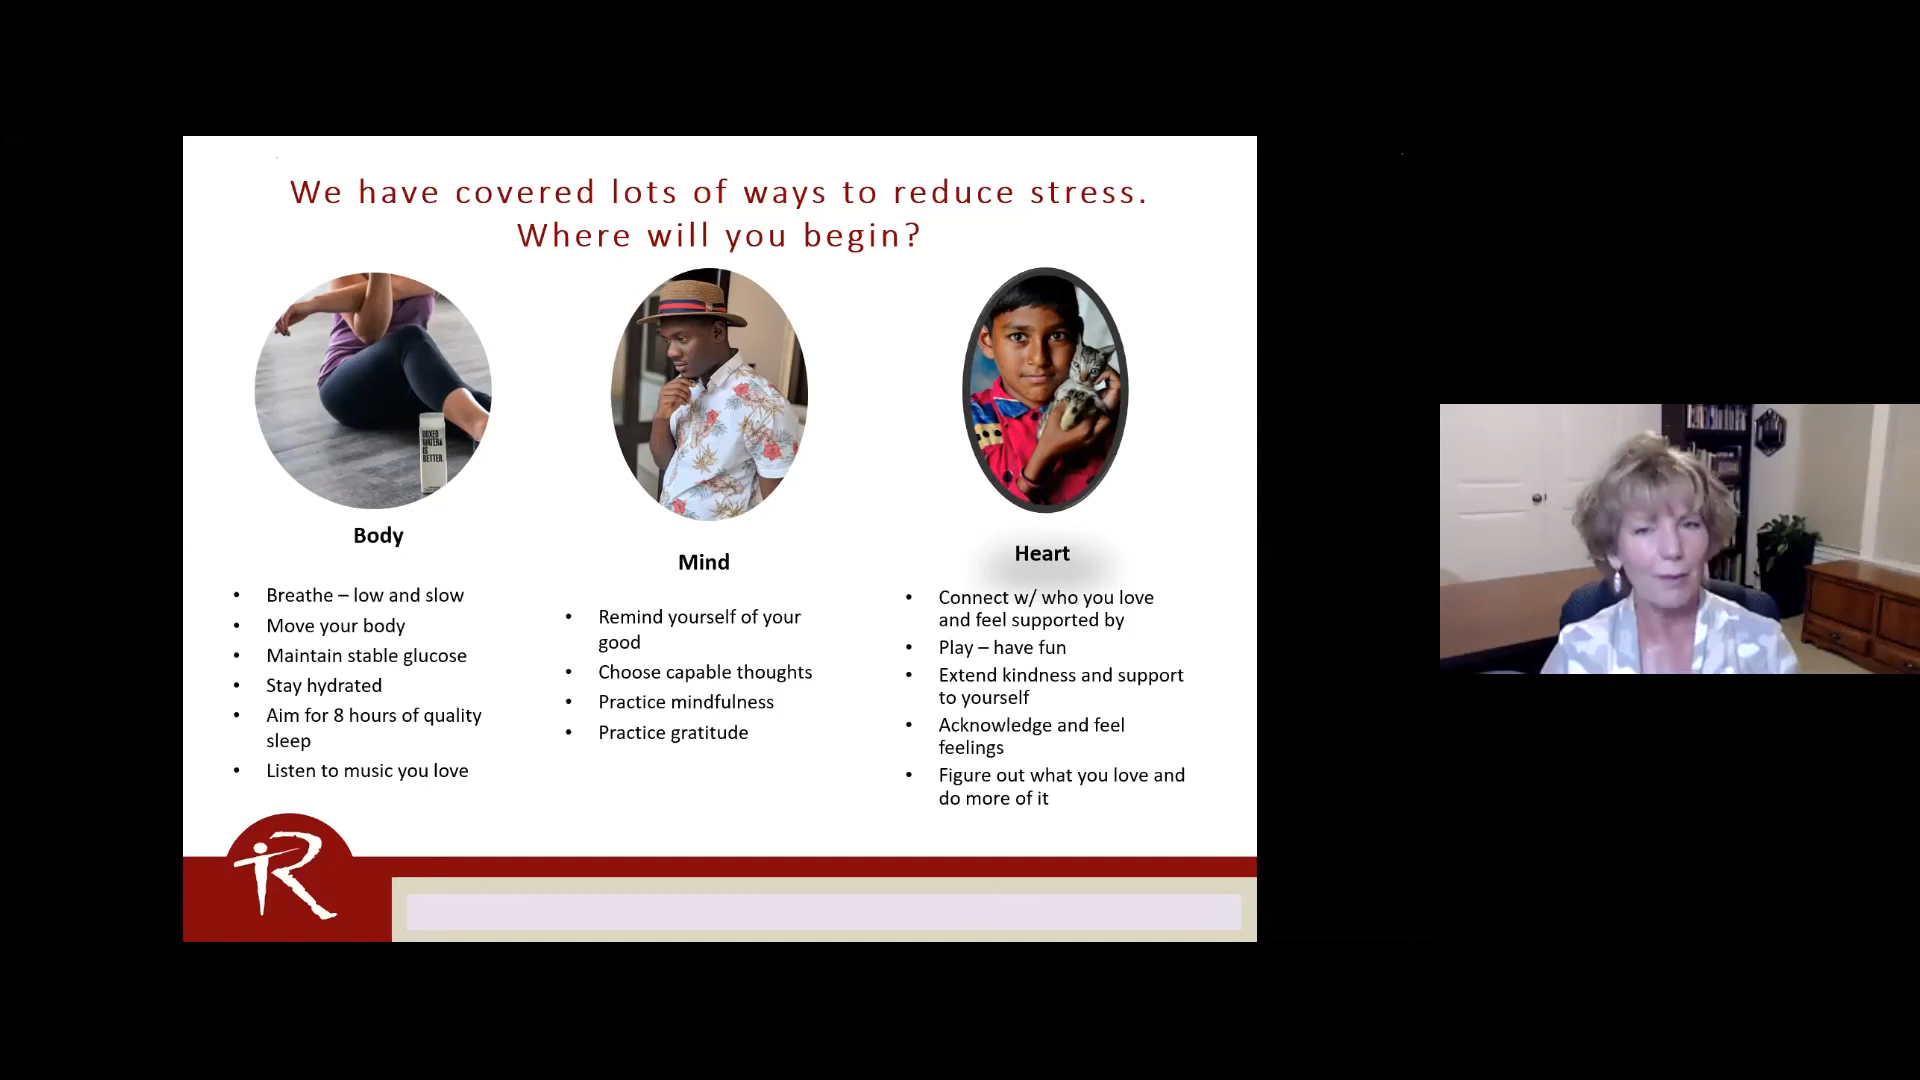 We have covered lots of ways to reduce stress.
Where will you begin?
BOXED
WATER
IS
BETTER.
Body
• Breathe – low and slow
• Move your body
• Maintain stable glucose
• Stay hydrated
• Aim for 8 hours of quality
sleep
• Listen to music you love
Mind
• Remind yourself of your
good
• Choose capable thoughts
• Practice mindfulness
• Practice gratitude
Heart
• Connect w/ who you love
and feel supported by
• Play – have fun
• Extend kindness and support
to yourself
• Acknowledge and feel
feelings
• Figure out what you love and
do more of it
R